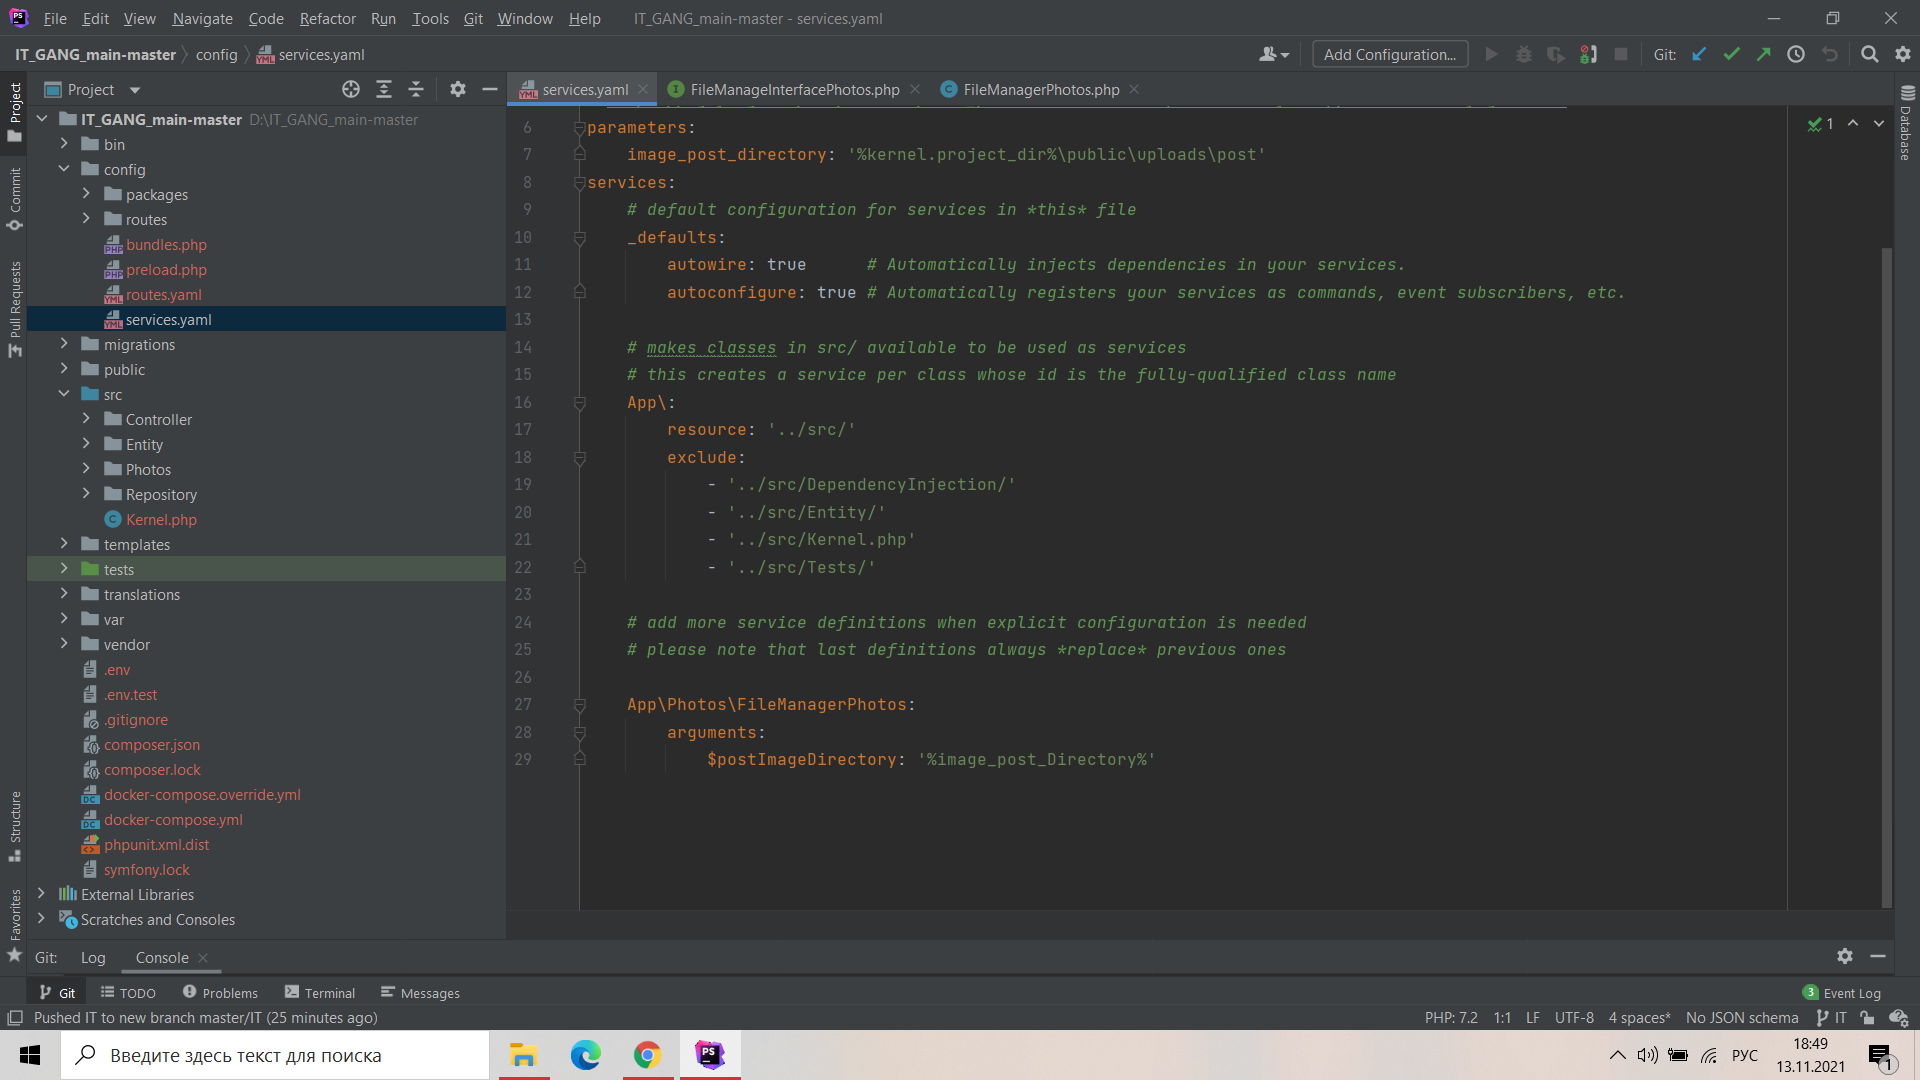 File Edit View Navigate Code Refactor Run Tools Git Window Help IT_GANG_main-master - services.yaml
IT_GANG_main-master config services.yaml
Add Configuration... Git:
Project
services.yaml
FileManageInterfacePhotos.php
FileManagerPhotos.php
Project
Commit
Pull Requests
Structure
Favorites
IT_GANG_main-master D:\IT_GANG_main-master
bin
config
packages
routes
bundles.php
preload.php
routes.yaml
services.yaml
migrations
public
src
Controller
Entity
Photos
Repository
Kernel.php
templates
tests
translations
var
vendor
.env
.env.test
.gitignore
composer.json
composer.lock
docker-compose.override.yml
docker-compose.yml
phpunit.xml.dist
symfony.lock
External Libraries
Scratches and Consoles
6 parameters:
7 image_post_directory: '%kernel.project_dir%\public\uploads\post'
8 services:
9 # default configuration for services in *this* file
10 _defaults:
11 autowire: true # Automatically injects dependencies in your services.
12 autoconfigure: true # Automatically registers your services as commands, event subscribers, etc.
13
14 # makes classes in src/ available to be used as services
15 # this creates a service per class whose id is the fully-qualified class name
16 App\:
17 resource: '../src/'
18 exclude:
19 - '../src/DependencyInjection/'
20 - '../src/Entity/'
21 - '../src/Kernel.php'
22 - '../src/Tests/'
23
24 # add more service definitions when explicit configuration is needed
25 # please note that last definitions always *replace* previous ones
26
27 App\Photos\FileManagerPhotos:
28 arguments:
29 $postImageDirectory: '%image_post_Directory%'
1
Database
Git: Log Console
Git TODO Problems Terminal Messages
3 Event Log
Pushed IT to new branch master/IT (25 minutes ago)
PHP: 7.2 1:1 LF UTF-8 4 spaces* No JSON schema IT
Введите здесь текст для поиска
PS
РУС
18:49
13.11.2021
1